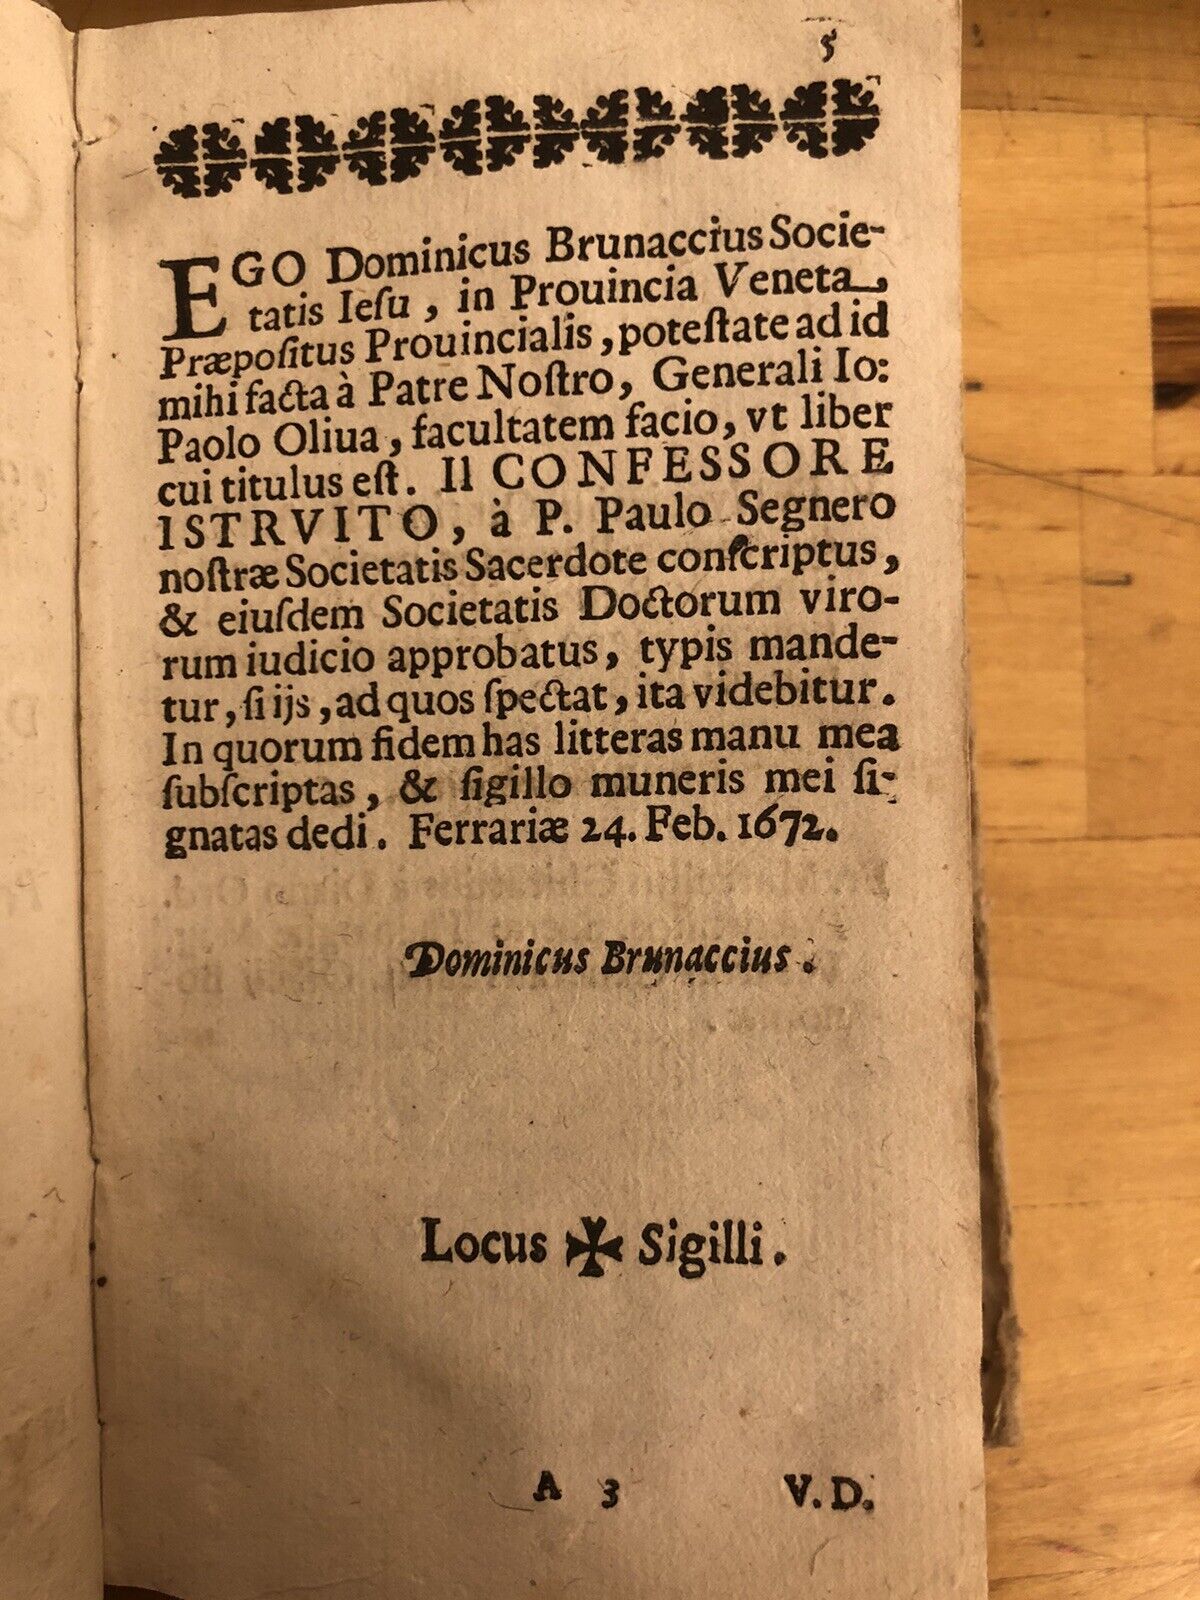 5
EGO Dominicus Brunaccius Socie-
tatis Iesu, in Prouincia Veneta,
Præpositus Prouincialis, potestate ad id
mihi facta à Patre Nostro, Generali Io:
Paolo Oliua, facultatem facio, vt liber
cui titulus est. Il CONFESSORE
ISTRVITO, à P. Paulo Segnero
nostræ Societatis Sacerdote conscriptus,
& eiusdem Societatis Doctorum viro-
rum iudicio approbatus, typis mande-
tur, si ijs, ad quos spectat, ita videbitur.
In quorum fidem has litteras manu mea
subscriptas, & sigillo muneris mei si-
gnatas dedi. Ferrariæ 24. Feb. 1672.
Dominicus Brunaccius.
Locus ✠ Sigilli.
A 3 V.D.